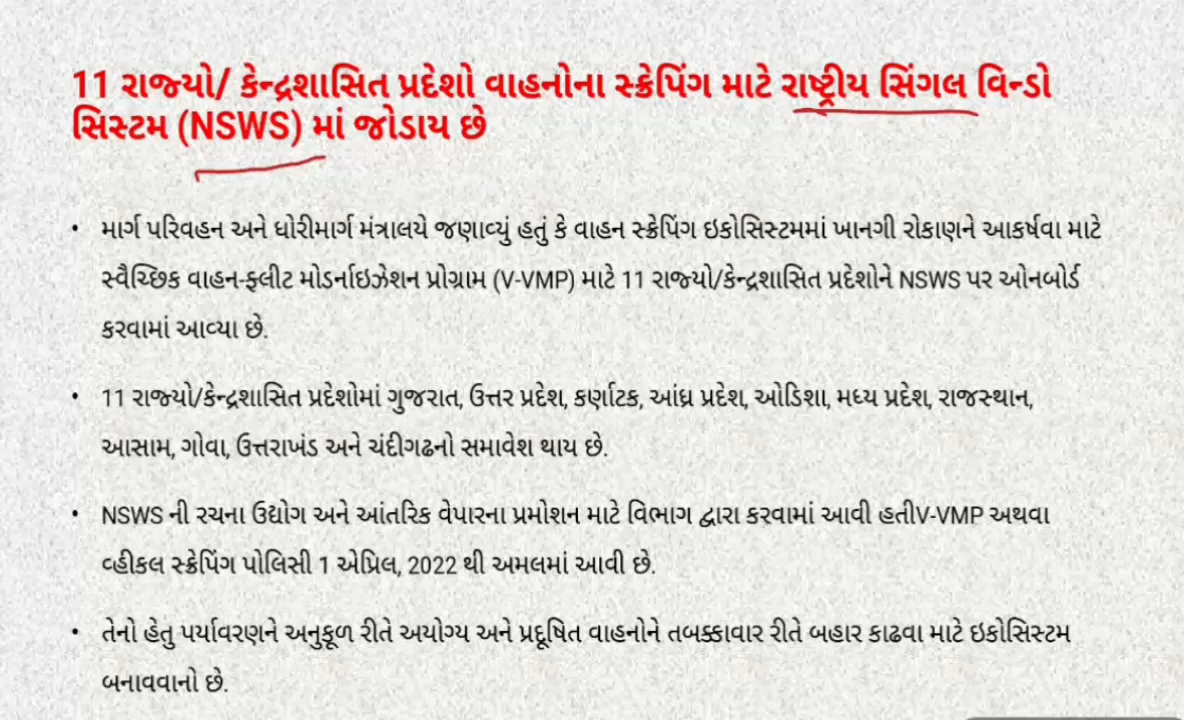 11 રાજ્યો/ કેન્દ્રશાસિત પ્રદેશો વાહનોના સ્ક્રેપિંગ માટે રાષ્ટ્રીય સિંગલ વિન્ડો
સિસ્ટમ (NSWS) માં જોડાય છે
• માર્ગ પરિવહન અને ધોરીમાર્ગ મંત્રાલયે જણાવ્યું હતું કે વાહન સ્ક્રેપિંગ ઇકોસિસ્ટમમાં ખાનગી રોકાણને આકર્ષવા માટે
સ્વૈચ્છિક વાહન-ફ્લીટ મોડર્નાઇઝેશન પ્રોગ્રામ (V-VMP) માટે 11 રાજ્યો/કેન્દ્રશાસિત પ્રદેશોને NSWS પર ઓનબોર્ડ
કરવામાં આવ્યા છે.
• 11 રાજ્યો/કેન્દ્રશાસિત પ્રદેશોમાં ગુજરાત, ઉત્તર પ્રદેશ, કર્ણાટક, આંધ્ર પ્રદેશ, ઓડિશા, મધ્ય પ્રદેશ, રાજસ્થાન,
આસામ, ગોવા, ઉત્તરાખંડ અને ચંદીગઢનો સમાવેશ થાય છે.
• NSWS ની રચના ઉદ્યોગ અને આંતરિક વેપારના પ્રમોશન માટે વિભાગ દ્વારા કરવામાં આવી હતીV-VMP અથવા
વ્હીકલ સ્ક્રેપિંગ પોલિસી 1 એપ્રિલ, 2022 થી અમલમાં આવી છે.
• તેનો હેતુ પર્યાવરણને અનુકૂળ રીતે અયોગ્ય અને પ્રદૂષિત વાહનોને તબક્કાવાર રીતે બહાર કાઢવા માટે ઇકોસિસ્ટમ
બનાવવાનો છે.